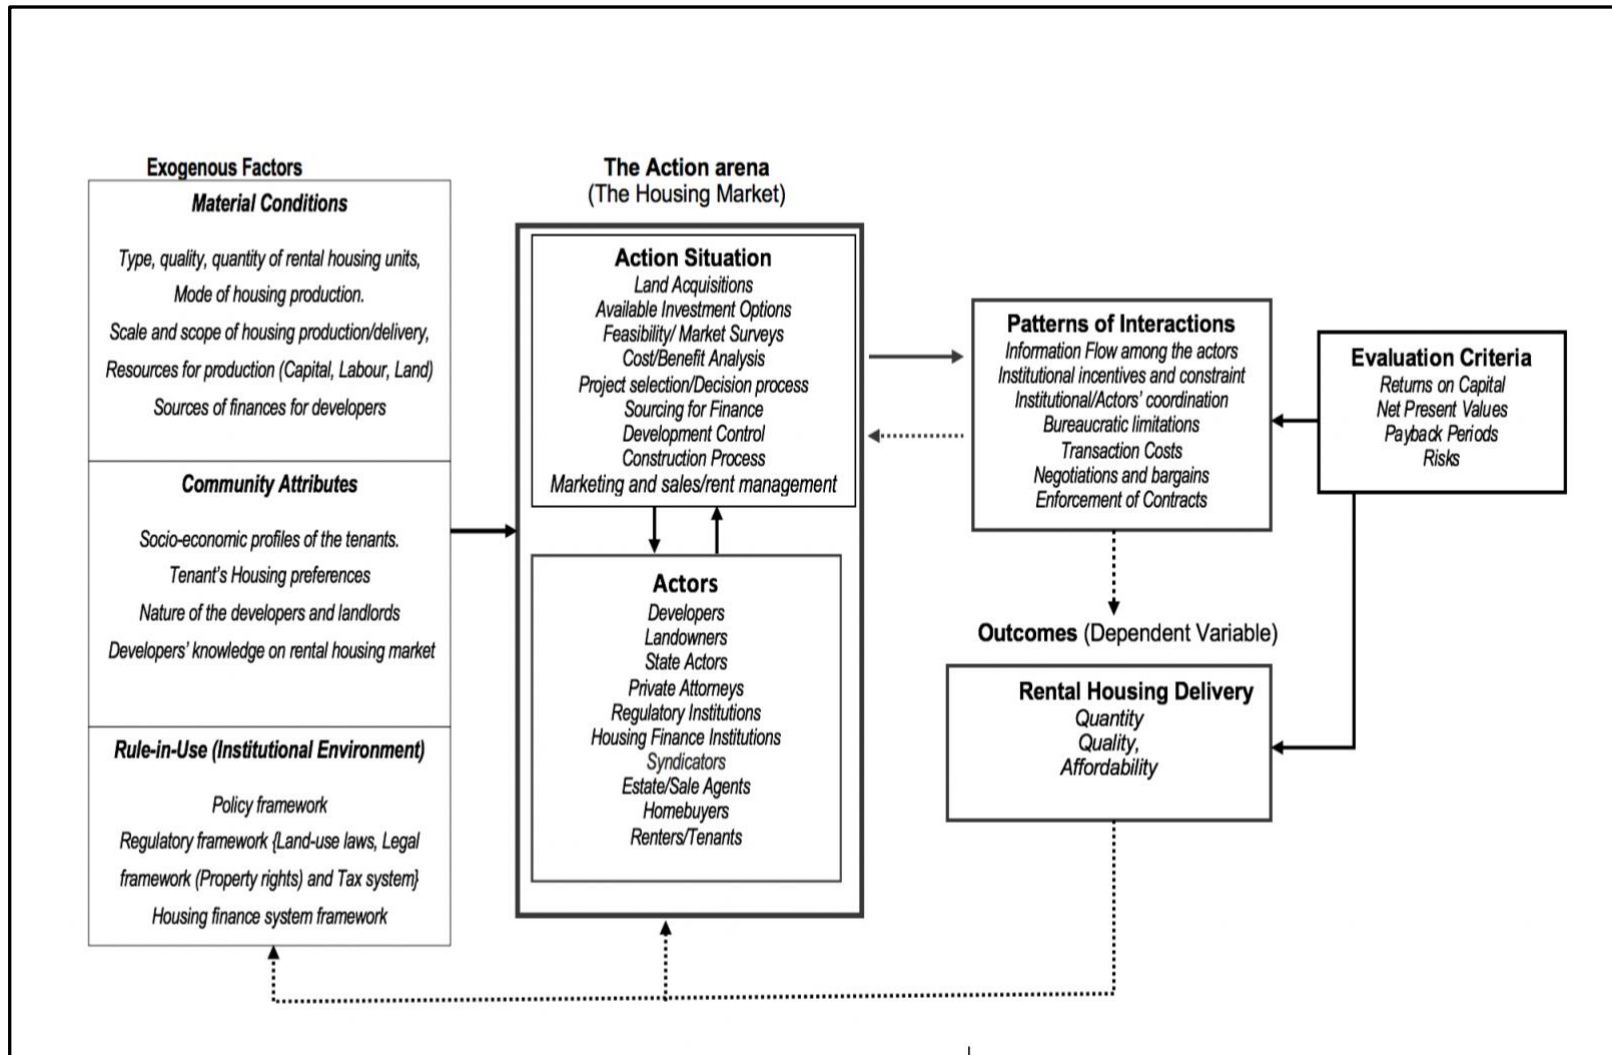 Exogenous Factors
Material Conditions
Type, quality, quantity of rental housing units,
Mode of housing production.
Scale and scope of housing production/delivery,
Resources for production (Capital, Labour, Land)
Sources of finances for developers
Community Attributes
Socio-economic profiles of the tenants.
Tenant's Housing preferences
Nature of the developers and landlords
Developers' knowledge on rental housing market
Rule-in-Use (Institutional Environment)
Policy framework
Regulatory framework {Land-use laws, Legal
framework (Property rights) and Tax system}
Housing finance system framework
The Action arena
(The Housing Market)
Action Situation
Land Acquisitions
Available Investment Options
Feasibility/ Market Surveys
Cost/Benefit Analysis
Project selection/Decision process
Sourcing for Finance
Development Control
Construction Process
Marketing and sales/rent management
Actors
Developers
Landowners
State Actors
Private Attorneys
Regulatory Institutions
Housing Finance Institutions
Syndicators
Estate/Sale Agents
Homebuyers
Renters/Tenants
Patterns of Interactions
Information Flow among the actors
Institutional incentives and constraint
Institutional/Actors' coordination
Bureaucratic limitations
Transaction Costs
Negotiations and bargains
Enforcement of Contracts
Outcomes (Dependent Variable)
Rental Housing Delivery
Quantity
Quality,
Affordability
Evaluation Criteria
Returns on Capital
Net Present Values
Payback Periods
Risks